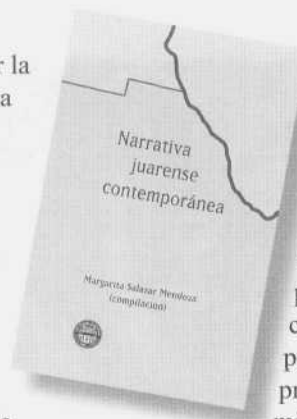 r la
a
Narrativa
juarense
contemporánea
Margarita Salazar Mendoza
(compilación)
p
c
p
pr